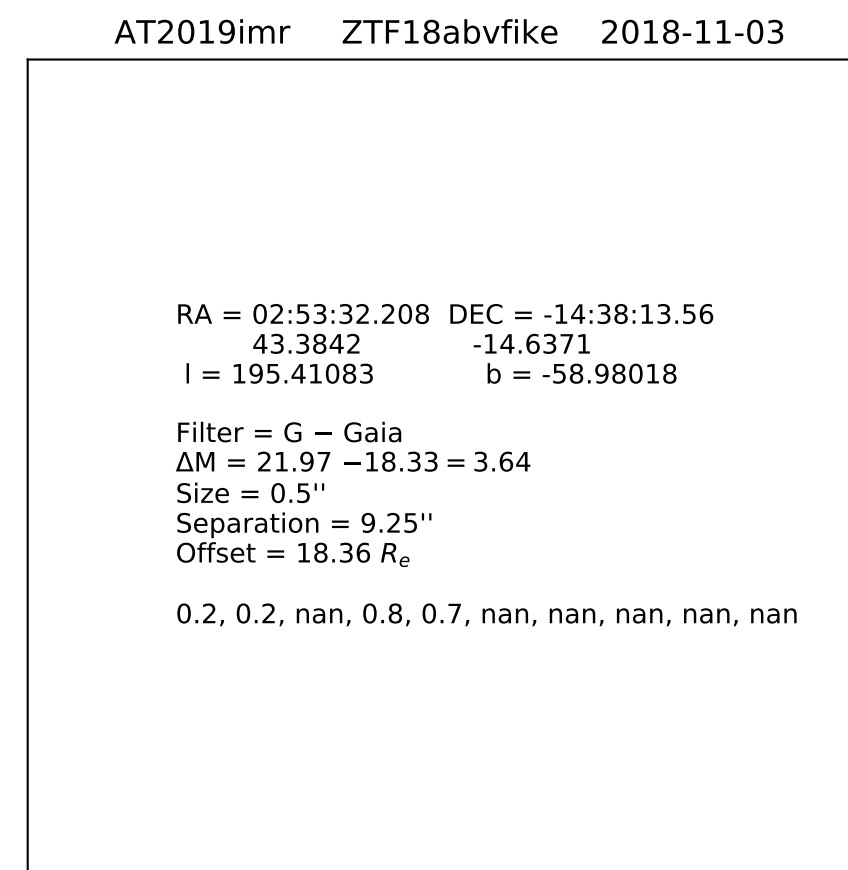 AT2019imr ZTF18abvfike 2018-11-03
RA = 02:53:32.208 DEC = -14:38:13.56
43.3842 -14.6371
l = 195.41083 b = -58.98018
Filter = G − Gaia
ΔM = 21.97 −18.33 = 3.64
Size = 0.5''
Separation = 9.25''
Offset = 18.36 Re
0.2, 0.2, nan, 0.8, 0.7, nan, nan, nan, nan, nan